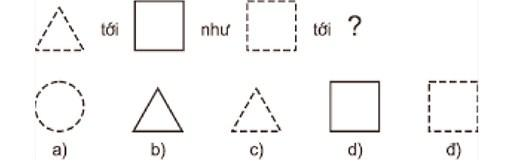 tới như tới ?
a) b) c) d) đ)